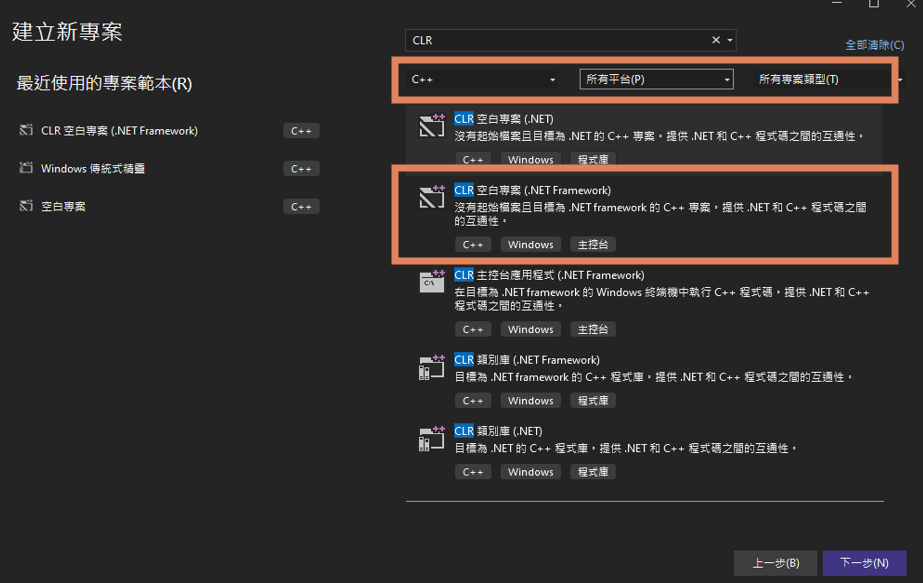 建立新專案
最近使用的專案範本(R)
CLR 空白專案 (.NET Framework) C++
Windows 傳統式精靈 C++
空白專案 C++
CLR
全部清除(C)
C++ 所有平台(P) 所有專案類型(T)
CLR 空白專案 (.NET)
沒有起始檔案且目標為 .NET 的 C++ 專案。提供 .NET 和 C++ 程式碼之間的互通性。
C++ Windows 程式庫
CLR 空白專案 (.NET Framework)
沒有起始檔案且目標為 .NET framework 的 C++ 專案。提供 .NET 和 C++ 程式碼之間
的互通性。
C++ Windows 主控台
CLR 主控台應用程式 (.NET Framework)
在目標為 .NET framework 的 Windows 終端機中執行 C++ 程式碼。提供 .NET 和 C++
程式碼之間的互通性。
C++ Windows 主控台
CLR 類別庫 (.NET Framework)
目標為 .NET framework 的 C++ 程式庫。提供 .NET 和 C++ 程式碼之間的互通性。
C++ Windows 程式庫
CLR 類別庫 (.NET)
目標為 .NET 的 C++ 程式庫。提供 .NET 和 C++ 程式碼之間的互通性。
C++ Windows 程式庫
上一步(B) 下一步(N)